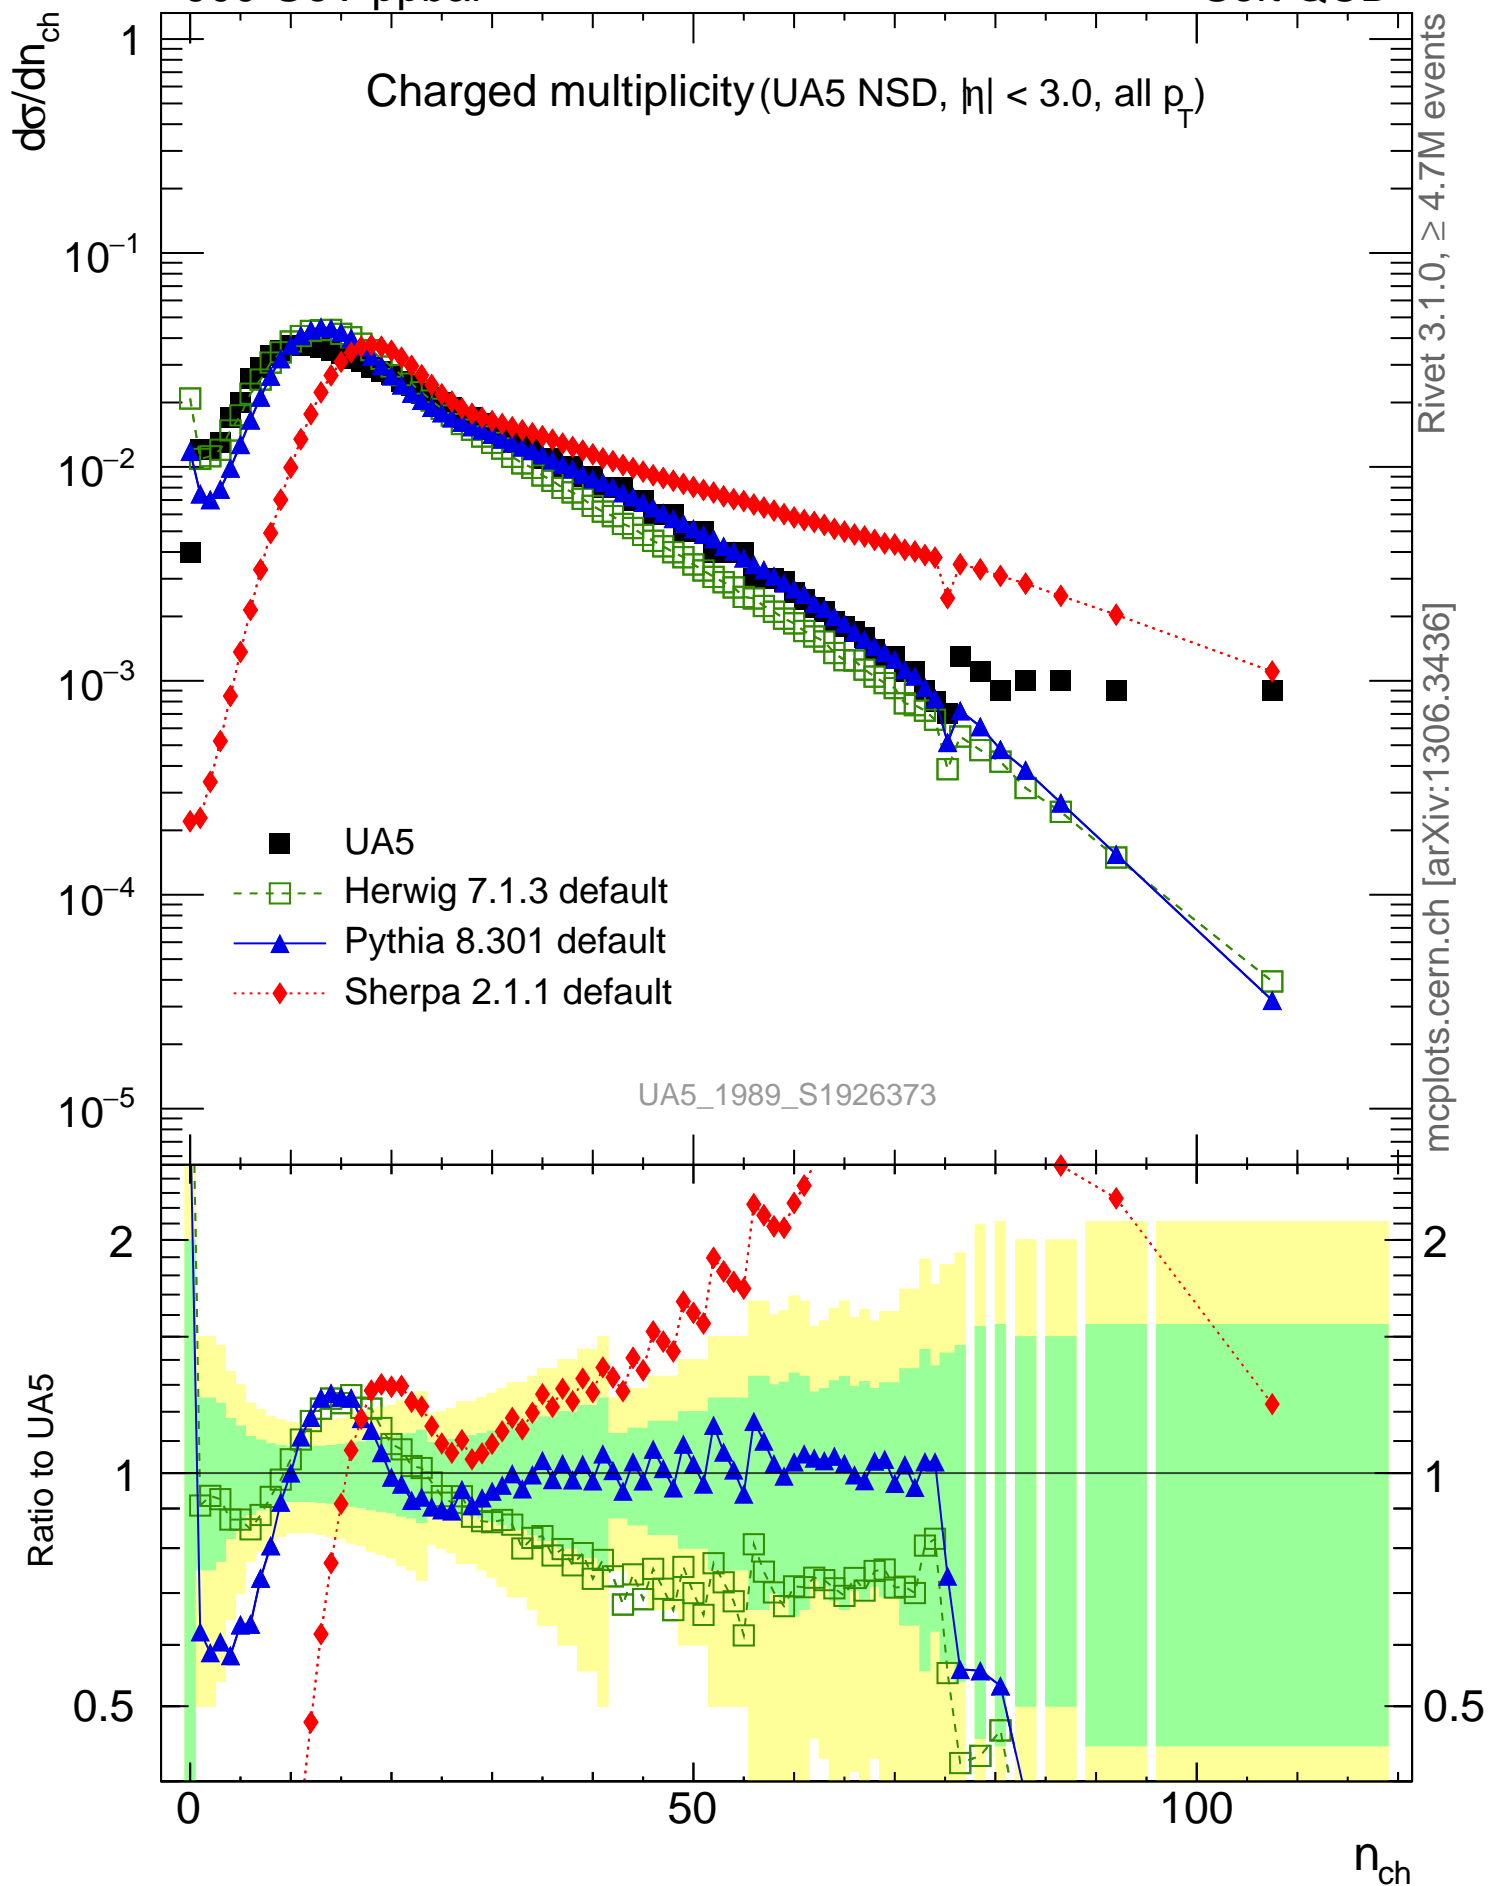 dσ/dn_ch
Charged multiplicity (UA5 NSD, |η| < 3.0, all p_T)
1
10⁻¹
10⁻²
10⁻³
10⁻⁴
10⁻⁵
UA5
Herwig 7.1.3 default
Pythia 8.301 default
Sherpa 2.1.1 default
UA5_1989_S1926373
Rivet 3.1.0, ≥ 4.7M events
mcplots.cern.ch [arXiv:1306.3436]
Ratio to UA5
2
1
0.5
2
1
0.5
0
50
100
n_ch